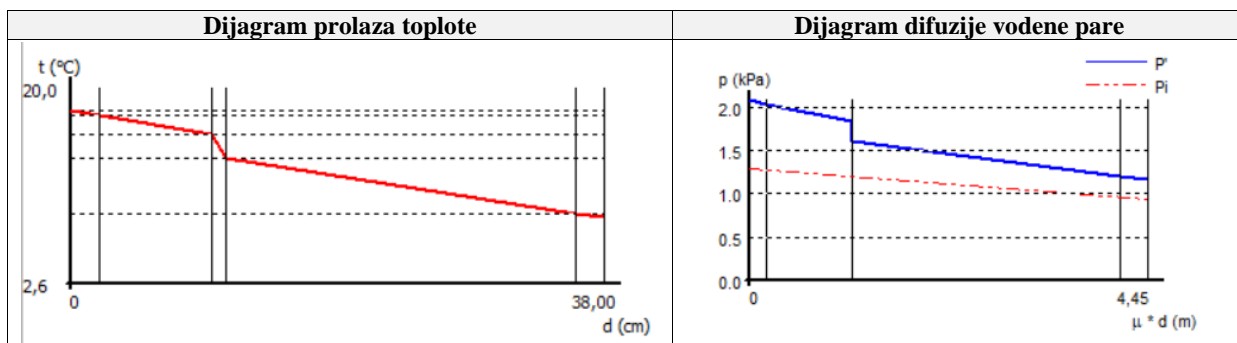 Dijagram prolaza toplote
t (°C)
20,0
2,6
0
38,00
d (cm)
Dijagram difuzije vodene pare
P'
Pi
p (kPa)
2.0
1.5
1.0
0.5
0.0
0
4,45
μ * d (m)